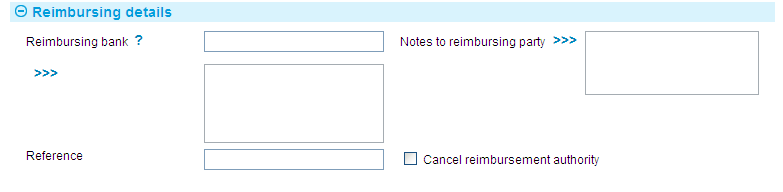 Reimbursing details
Reimbursing bank ? Notes to reimbursing party >>>
>>>
Reference Cancel reimbursement authority